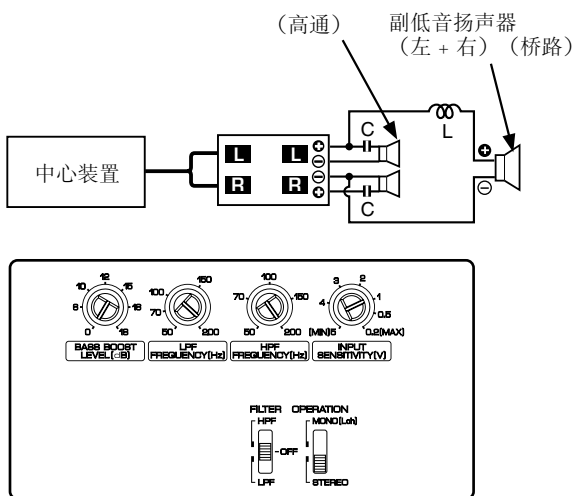 （高通）
副低音扬声器
（左 + 右）（桥路）
L
C
中心装置
L L
R R
C
10 12 15
8 18
0 18
BASS BOOST
LEVEL(dB)
100 150
70
50 200
LPF
FREQUENCY(Hz)
100
70 150
50 200
HPF
FREQUENCY(Hz)
3 2
4 1
0.5
(MIN)5 0.2(MAX)
INPUT
SENSITIVITY(V)
FILTER OPERATION
HPF MONO(Lch)
OFF
LPF STEREO